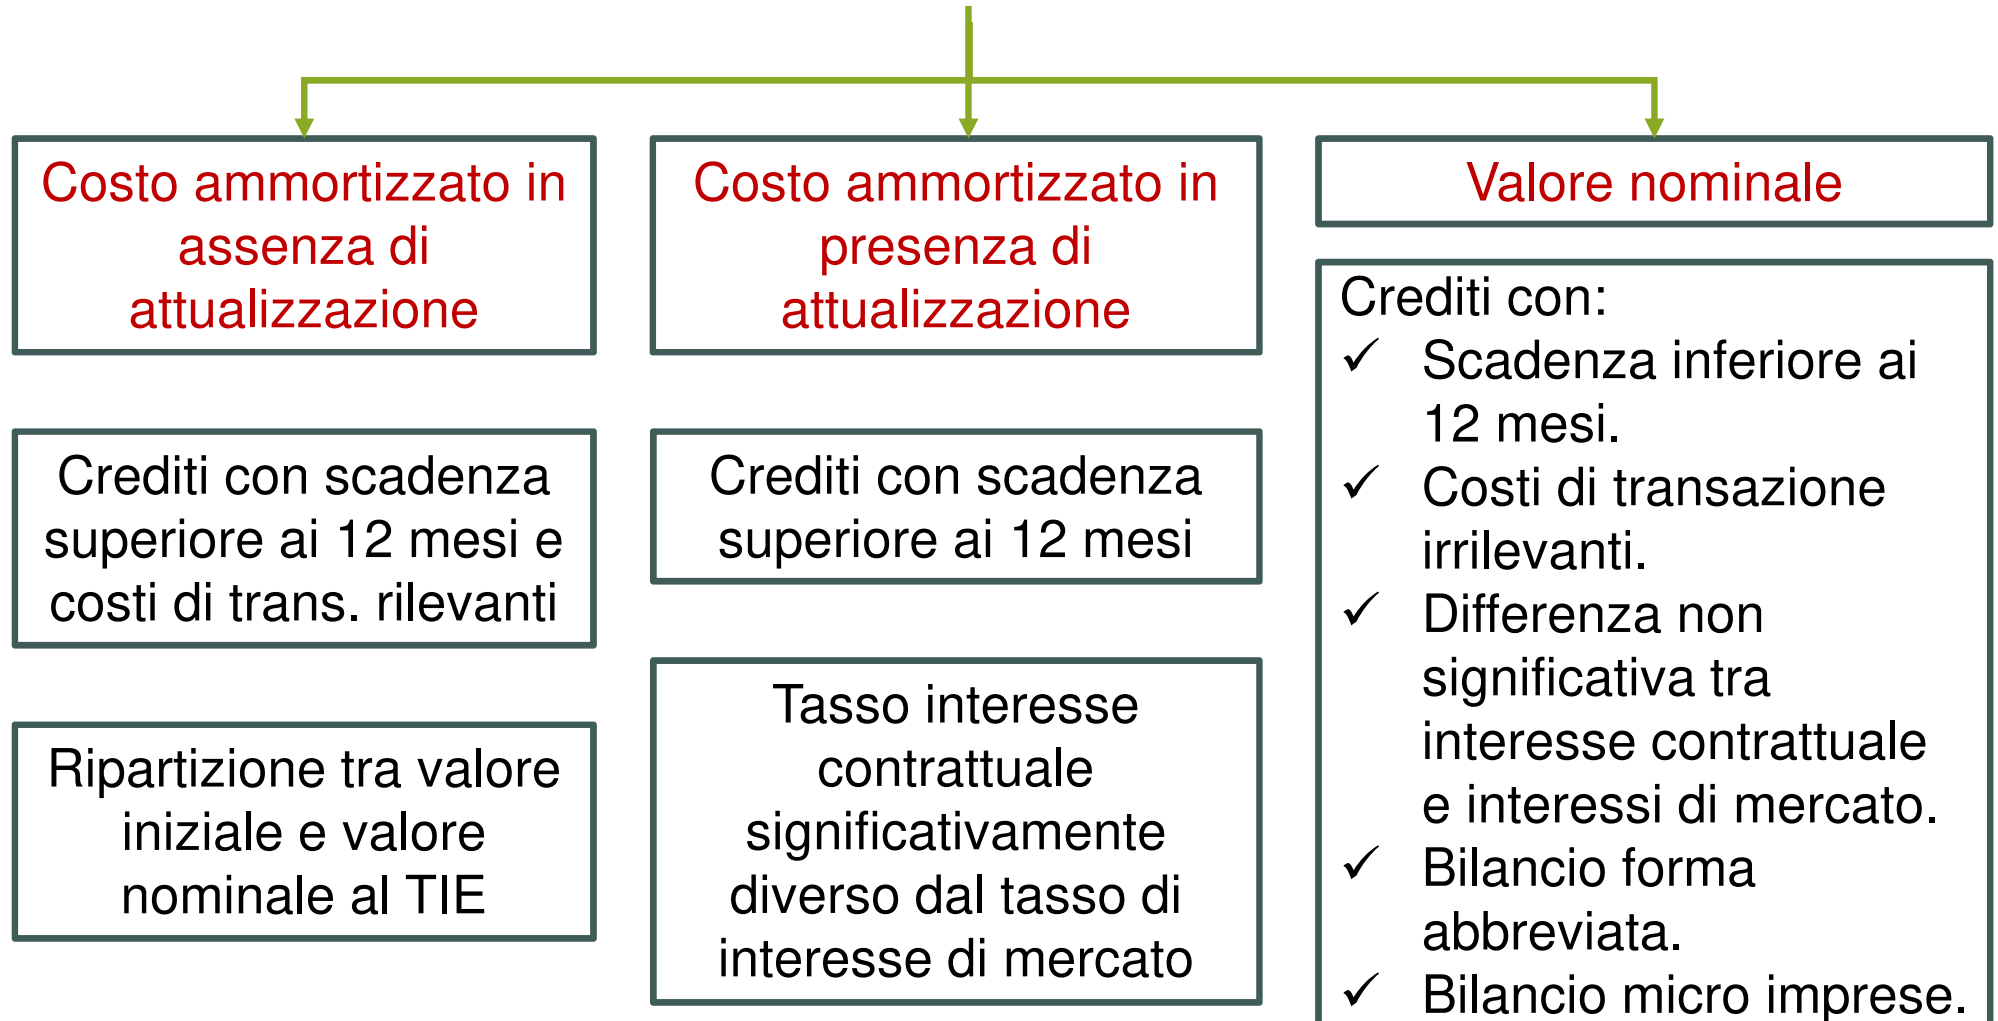 Costo ammortizzato in
assenza di
attualizzazione
Crediti con scadenza
superiore ai 12 mesi e
costi di trans. rilevanti
Ripartizione tra valore
iniziale e valore
nominale al TIE
Costo ammortizzato in
presenza di
attualizzazione
Crediti con scadenza
superiore ai 12 mesi
Tasso interesse
contrattuale
significativamente
diverso dal tasso di
interesse di mercato
Valore nominale
Crediti con:
✓ Scadenza inferiore ai
12 mesi.
✓ Costi di transazione
irrilevanti.
✓ Differenza non
significativa tra
interesse contrattuale
e interessi di mercato.
✓ Bilancio forma
abbreviata.
✓ Bilancio micro imprese.